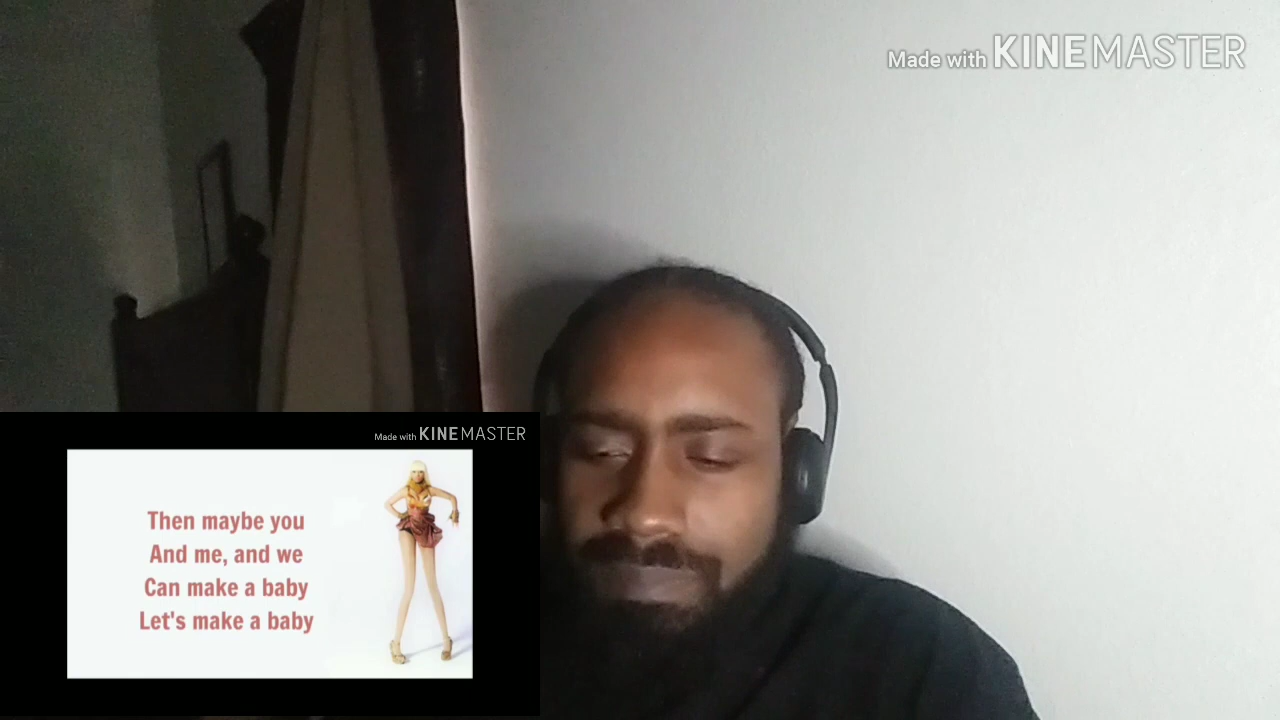 Made with KINEMASTER
Made with KINEMASTER
Then maybe you
And me, and we
Can make a baby
Let's make a baby